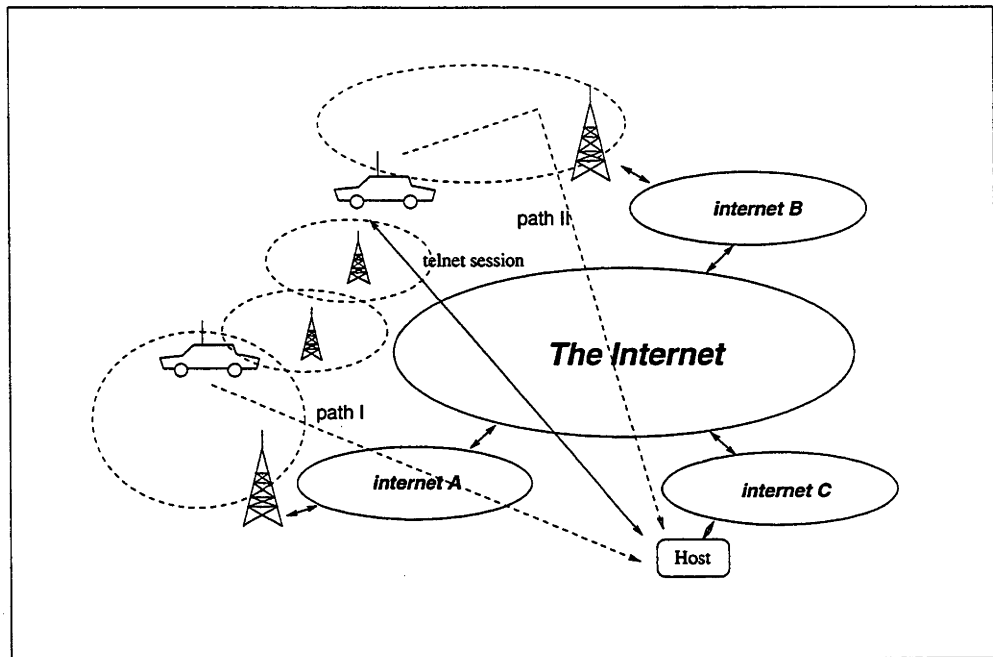 internet B
path II
telnet session
The Internet
path I
internet A
internet C
Host